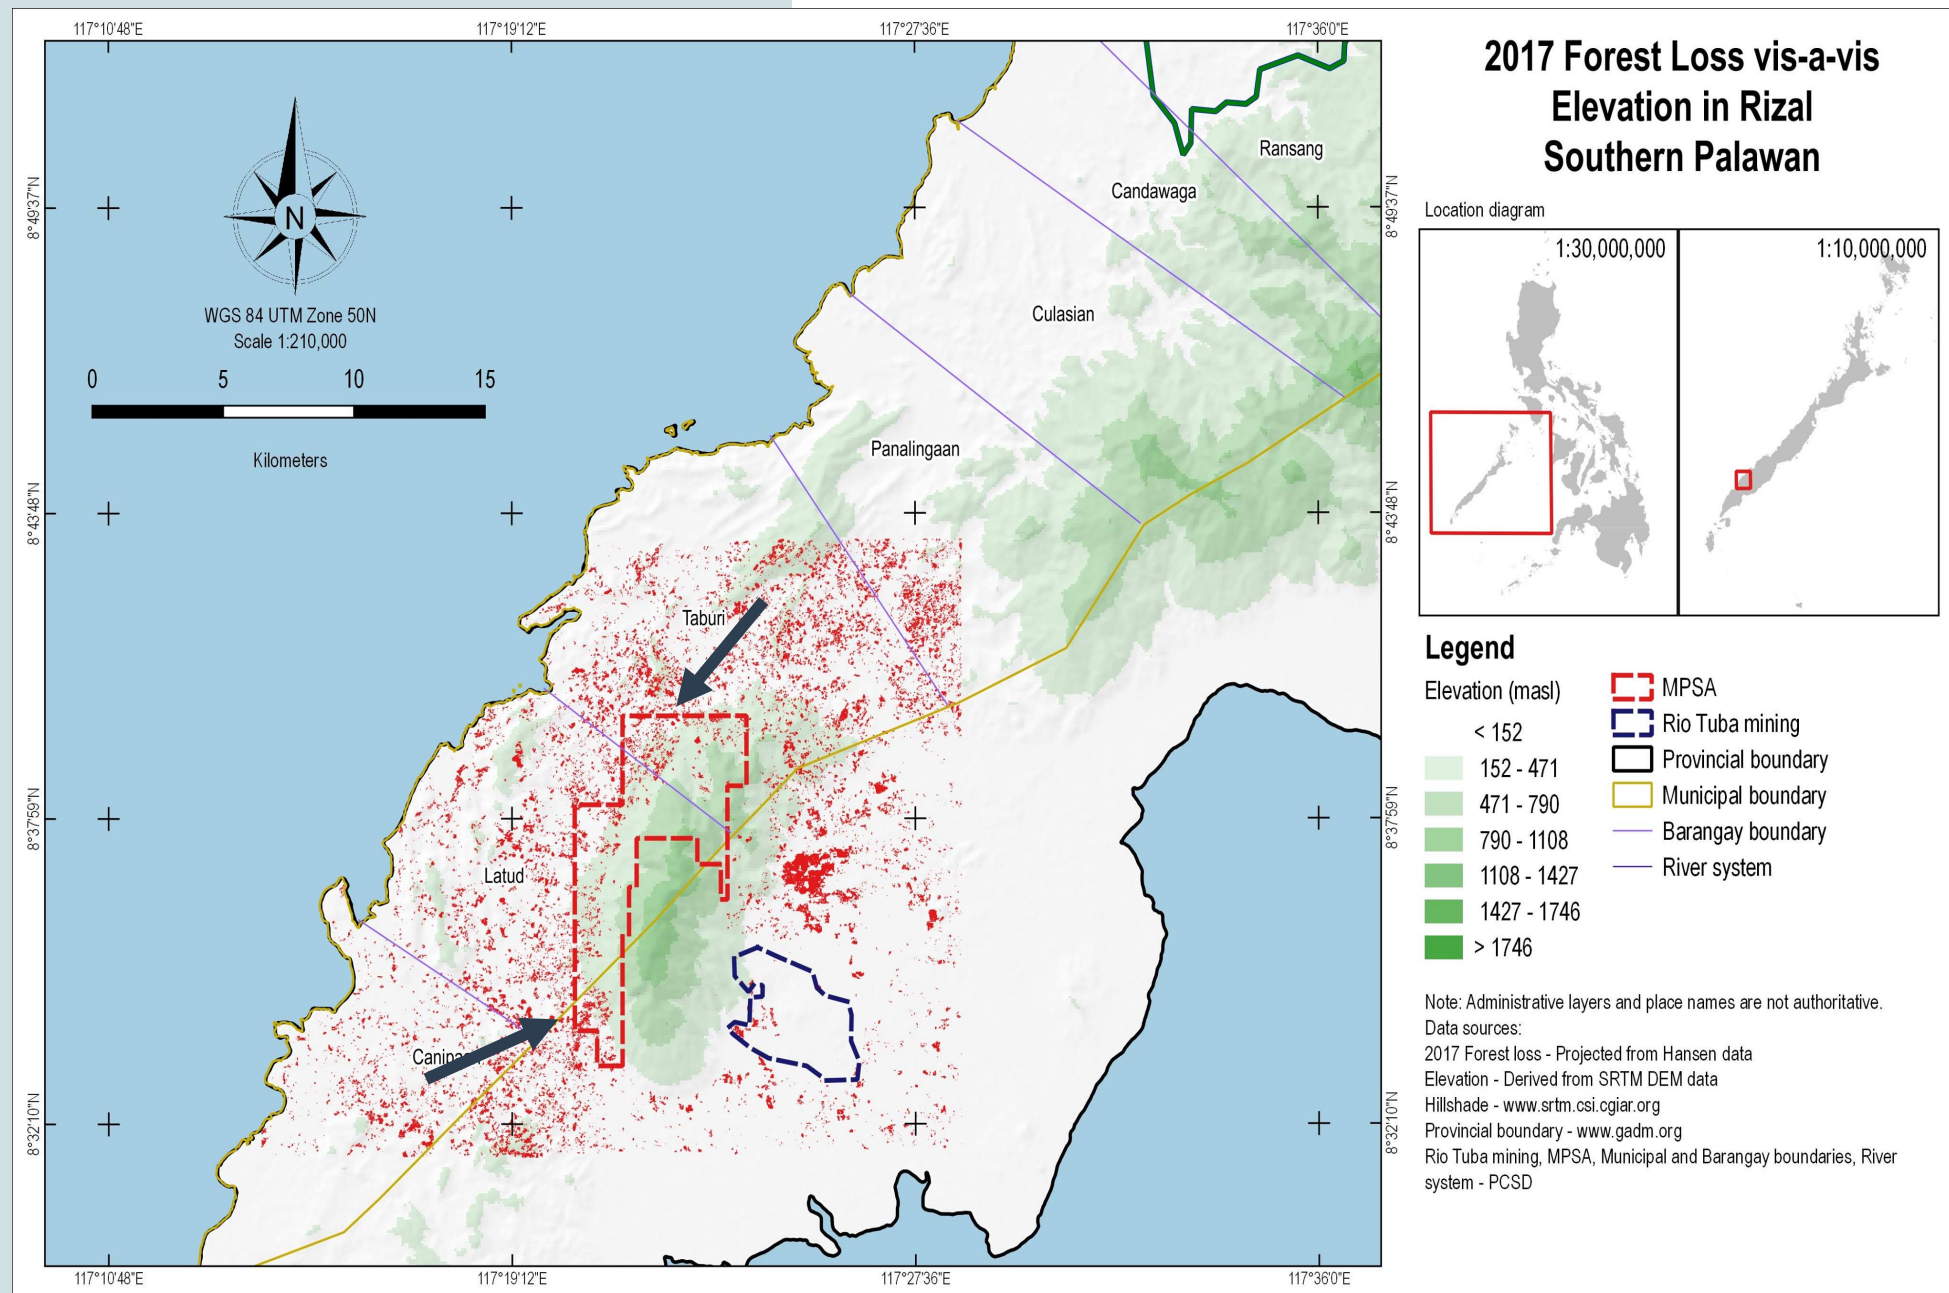 117°10'48"E
117°19'12"E
117°27'36"E
117°36'0"E
2017 Forest Loss vis-a-vis
Elevation in Rizal
Southern Palawan
Location diagram
1:30,000,000
1:10,000,000
8°49'37"N
8°49'37"N
N
WGS 84 UTM Zone 50N
Scale 1:210,000
0 5 10 15
Kilometers
Ransang
Candawaga
Culasian
Panalingaan
8°43'48"N
8°43'48"N
Taburi
8°37'59"N
8°37'59"N
Latud
8°32'10"N
8°32'10"N
117°10'48"E
117°19'12"E
117°27'36"E
117°36'0"E
Legend
Elevation (masl)
< 152
152 - 471
471 - 790
790 - 1108
1108 - 1427
1427 - 1746
> 1746
MPSA
Rio Tuba mining
Provincial boundary
Municipal boundary
Barangay boundary
River system
Note: Administrative layers and place names are not authoritative.
Data sources:
2017 Forest loss - Projected from Hansen data
Elevation - Derived from SRTM DEM data
Hillshade - www.srtm.csi.cgiar.org
Provincial boundary - www.gadm.org
Rio Tuba mining, MPSA, Municipal and Barangay boundaries, River
system - PCSD